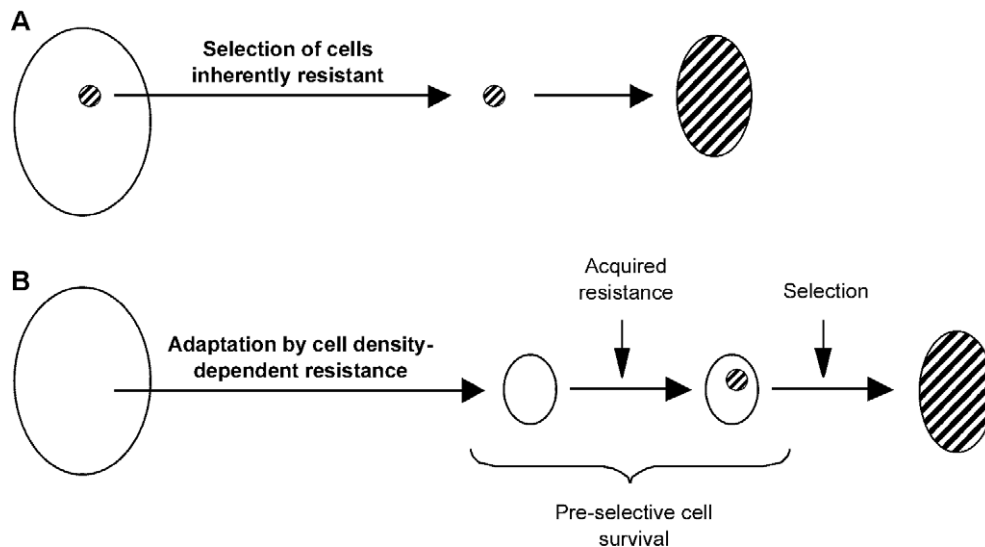 A
Selection of cells
inherently resistant
B
Acquired
resistance
Selection
Adaptation by cell density-
dependent resistance
Pre-selective cell
survival